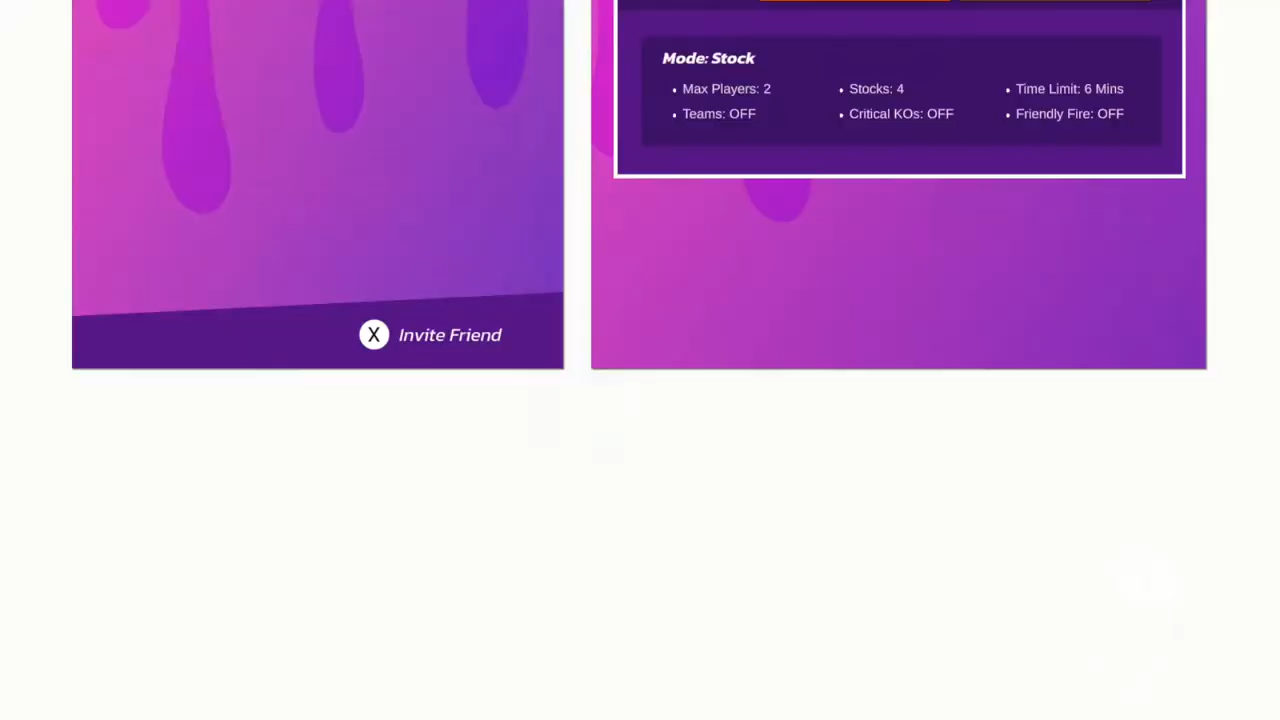 Mode: Stock
• Max Players: 2
• Stocks: 4
• Time Limit: 6 Mins
• Teams: OFF
• Critical KOs: OFF
• Friendly Fire: OFF
X Invite Friend